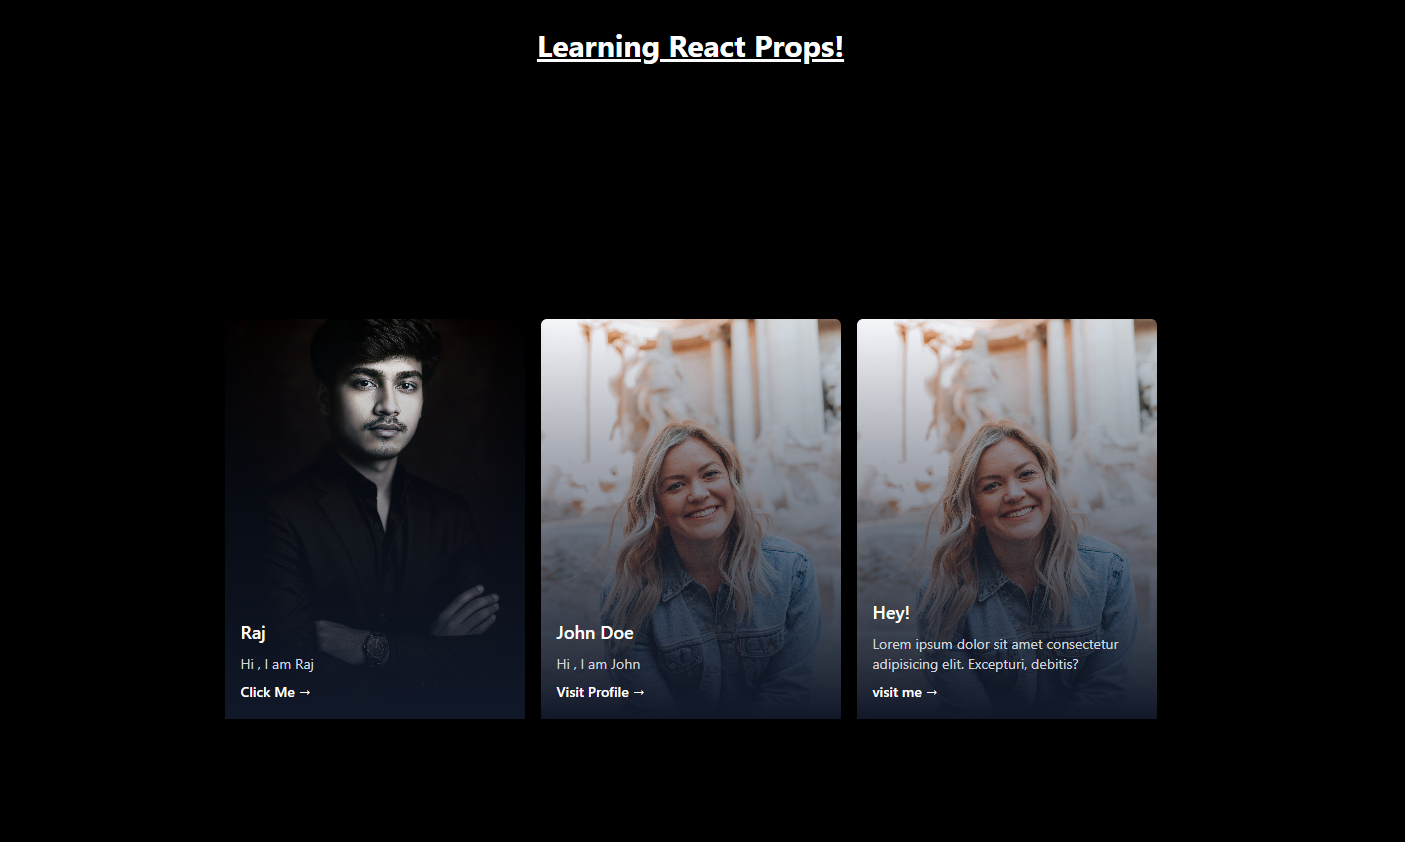 Learning React Props!
Raj
Hi , I am Raj
Click Me →
John Doe
Hi , I am John
Visit Profile →
Hey!
Lorem ipsum dolor sit amet consectetur
adipisicing elit. Excepturi, debitis?
visit me →